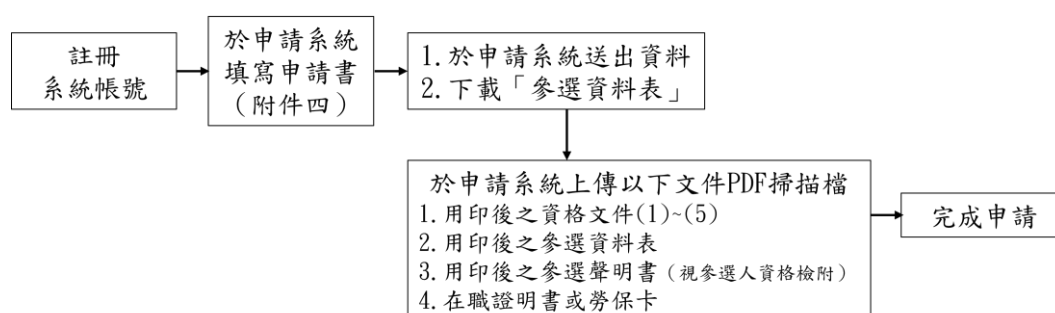 註冊
系統帳號
於申請系統
填寫申請書
（附件四）
1.於申請系統送出資料
2.下載「參選資料表」
於申請系統上傳以下文件PDF掃描檔
1.用印後之資格文件(1)~(5)
2.用印後之參選資料表
3.用印後之參選聲明書(視參選人資格檢附)
4.在職證明書或勞保卡
完成申請